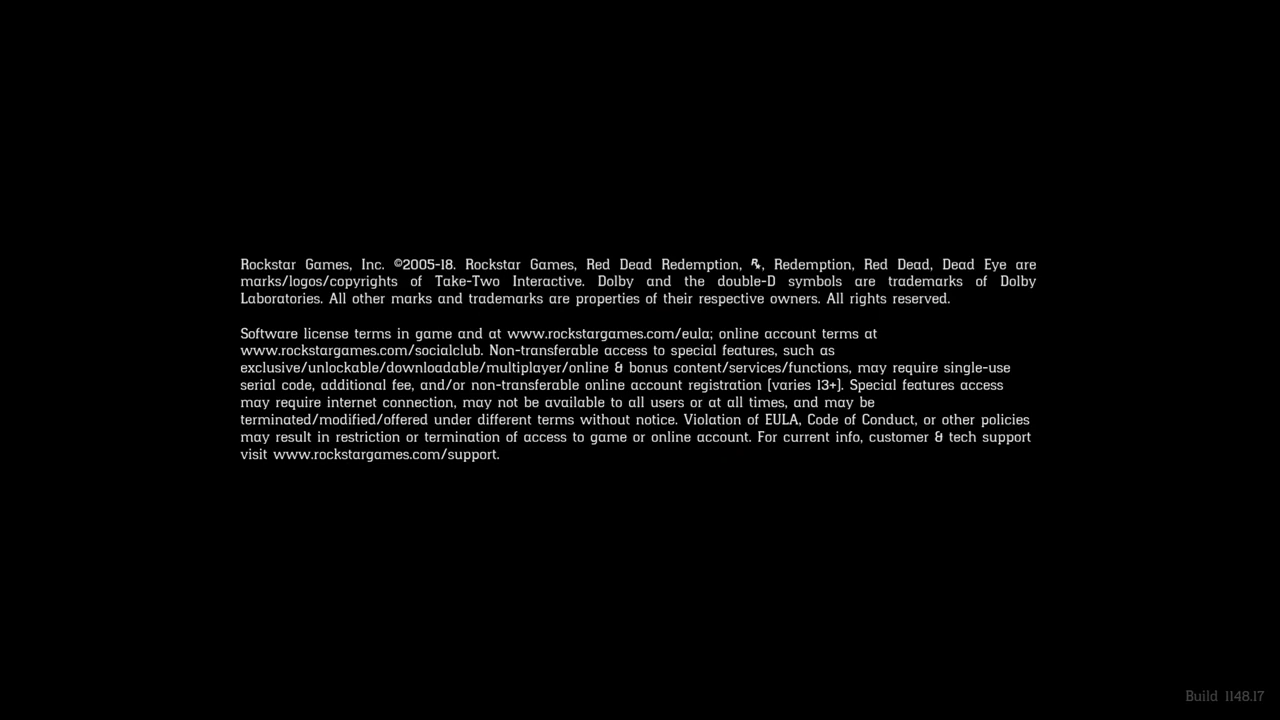 Rockstar Games, Inc. ©2005-18. Rockstar Games, Red Dead Redemption, R*, Redemption, Red Dead, Dead Eye are
marks/logos/copyrights of Take-Two Interactive. Dolby and the double-D symbols are trademarks of Dolby
Laboratories. All other marks and trademarks are properties of their respective owners. All rights reserved.
Software license terms in game and at www.rockstargames.com/eula; online account terms at
www.rockstargames.com/socialclub. Non-transferable access to special features, such as
exclusive/unlockable/downloadable/multiplayer/online & bonus content/services/functions, may require single-use
serial code, additional fee, and/or non-transferable online account registration (varies 13+). Special features access
may require internet connection, may not be available to all users or at all times, and may be
terminated/modified/offered under different terms without notice. Violation of EULA, Code of Conduct, or other policies
may result in restriction or termination of access to game or online account. For current info, customer & tech support
visit www.rockstargames.com/support.
Build 1148.17